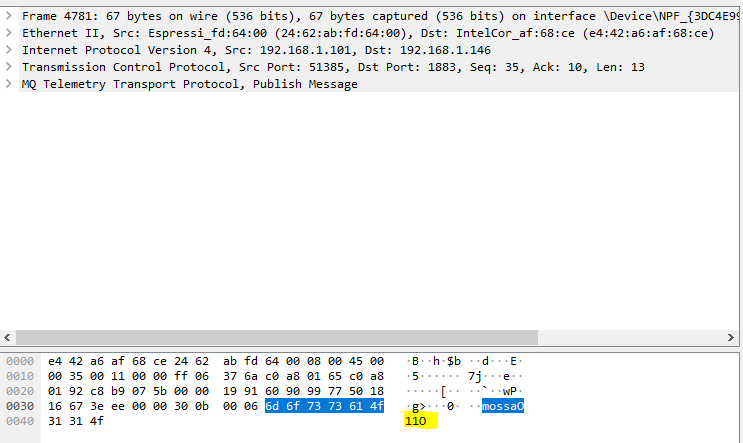 Frame 4781: 67 bytes on wire (536 bits), 67 bytes captured (536 bits) on interface \Device\NPF_{3DC4E99
Ethernet II, Src: Espressi_fd:64:00 (24:62:ab:fd:64:00), Dst: IntelCor_af:68:ce (e4:42:a6:af:68:ce)
Internet Protocol Version 4, Src: 192.168.1.101, Dst: 192.168.1.146
Transmission Control Protocol, Src Port: 51385, Dst Port: 1883, Seq: 35, Ack: 10, Len: 13
MQ Telemetry Transport Protocol, Publish Message
0000 e4 42 a6 af 68 ce 24 62 ab fd 64 00 08 00 45 00 ·B··h·$b ··d···E·
0010 00 35 00 11 00 00 ff 06 37 6a c0 a8 01 65 c0 a8 ·5······ 7j···e··
0020 01 92 c8 b9 07 5b 00 00 19 91 60 90 99 77 50 18 ·····[·· ··`··wP·
0030 16 67 3e ee 00 00 30 0b 00 06 6d 6f 73 73 61 4f ·g>···0· ··mossaO
0040 31 31 4f 11O